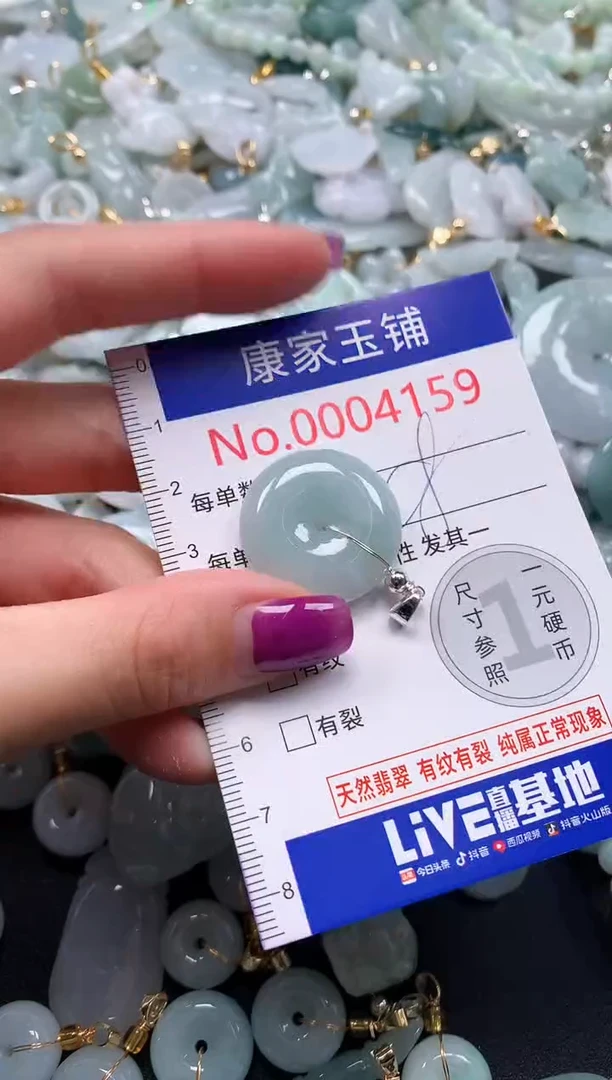 康家玉铺
No.0004159
0
1
2
每单
3
每单
性 发其一
一元硬币
1
尺寸参照
有纹
6
有裂
天然翡翠 有纹有裂 纯属正常现象
7
LiVE直播基地
今日头条 抖音 西瓜视频 抖音火山版
8